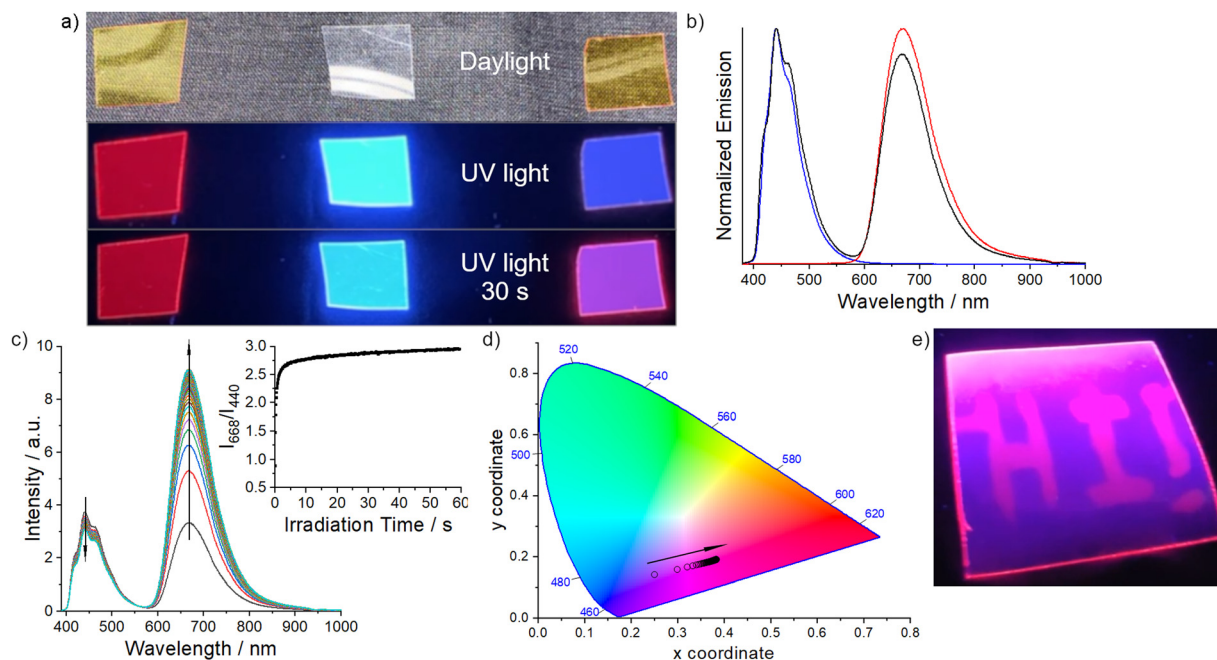 a)
Daylight
UV light
UV light
30 s
b)
Normalized Emission
400 500 600 700 800 900 1000
Wavelength / nm
c)
10
8
6
4
2
0
Intensity / a.u.
400 500 600 700 800 900 1000
Wavelength / nm
3.0
2.5
2.0
1.5
1.0
0.5
I668/I440
0 10 20 30 40 50 60
Irradiation Time / s
d)
0.8
0.6
0.4
0.2
0.0
y coordinate
520
540
560
580
600
620
500
480
460
0.0 0.1 0.2 0.3 0.4 0.5 0.6 0.7 0.8
x coordinate
e)
HI!